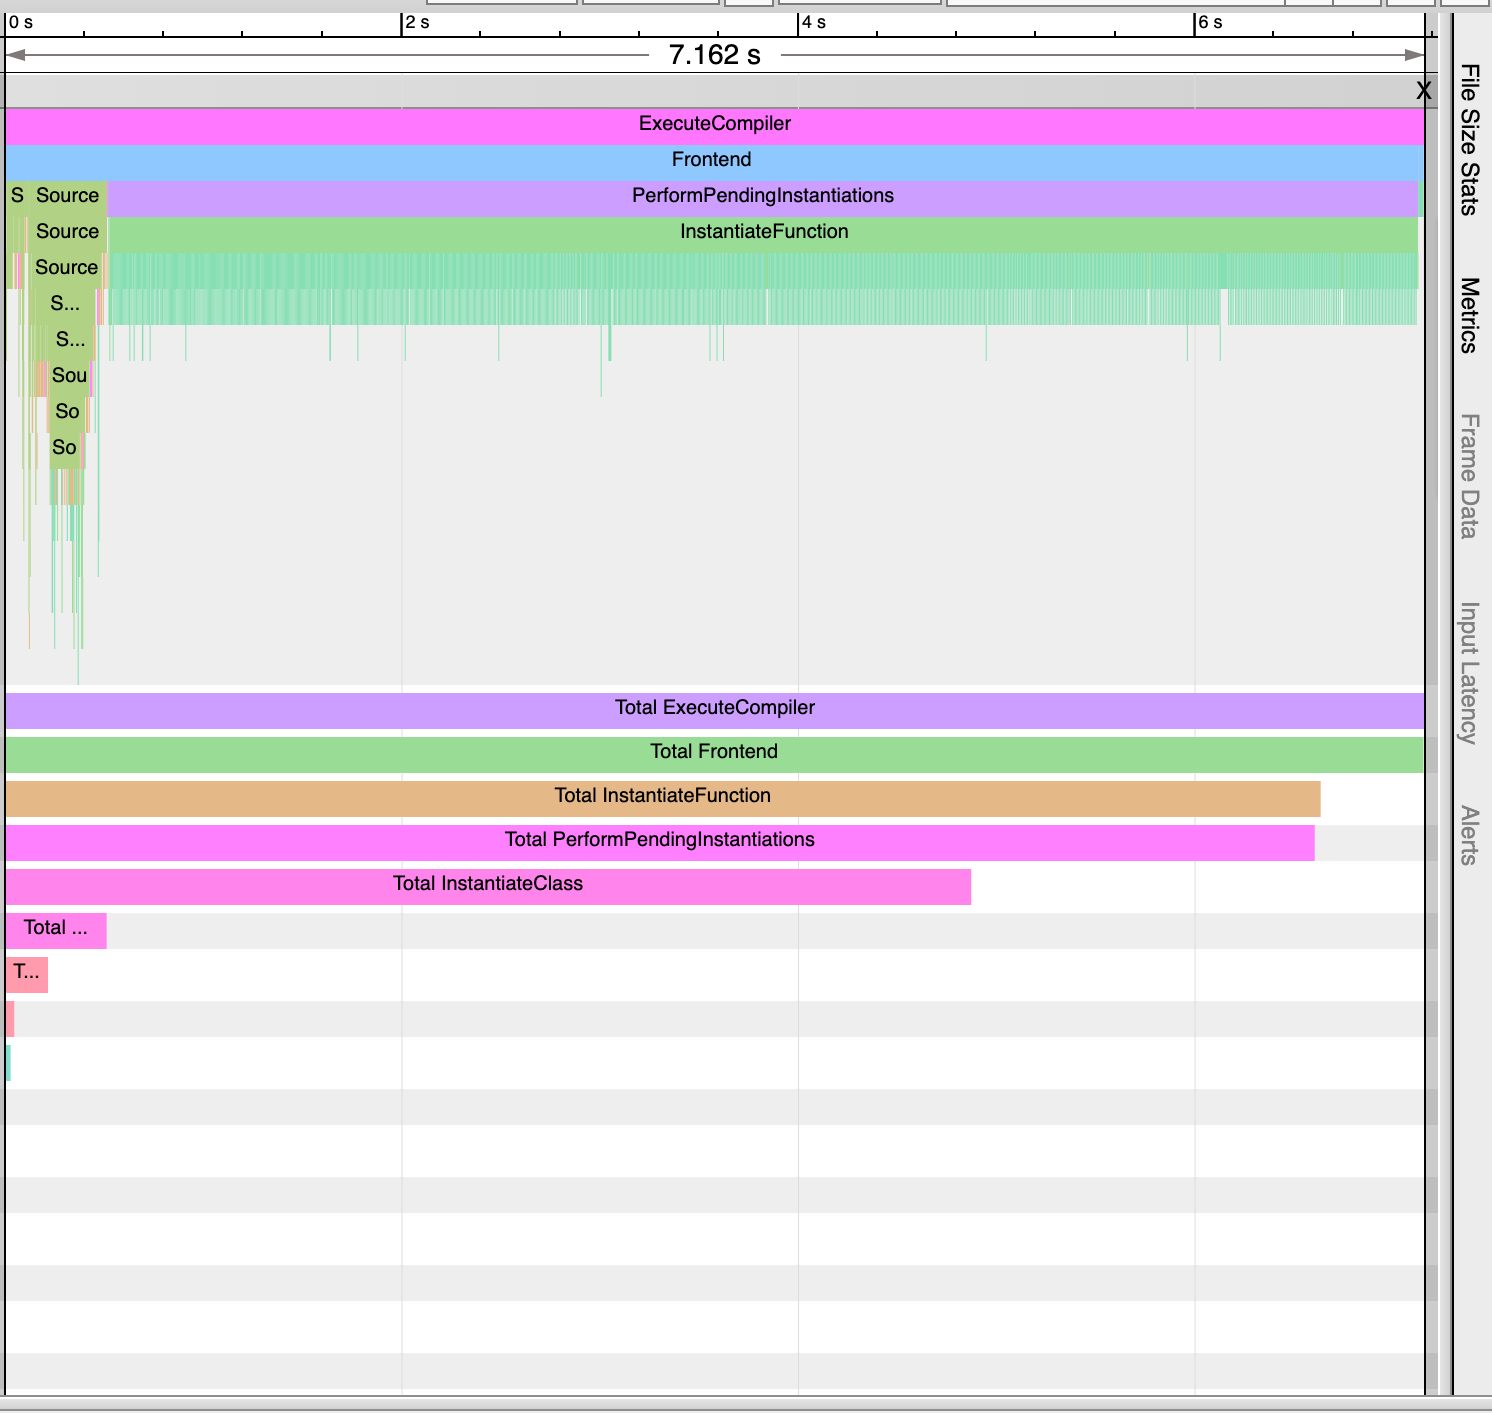 0 s
2 s
4 s
6 s
7.162 s
X
ExecuteCompiler
Frontend
S
Source
PerformPendingInstantiations
Source
InstantiateFunction
Source
S...
S...
Sou
So
So
Total ExecuteCompiler
Total Frontend
Total InstantiateFunction
Total PerformPendingInstantiations
Total InstantiateClass
Total ...
T...
File Size Stats
Metrics
Frame Data
Input Latency
Alerts